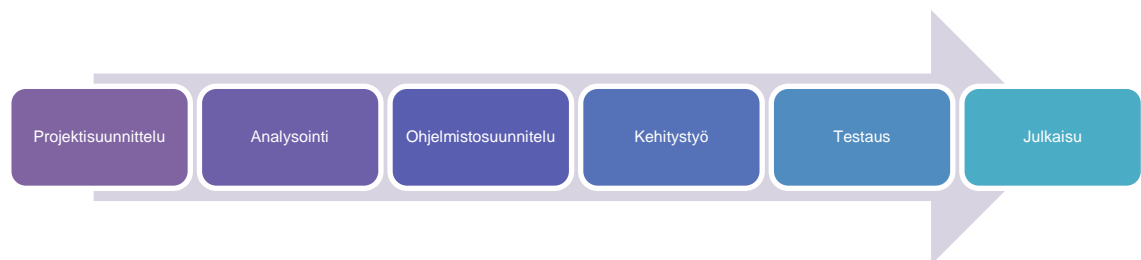 Projektisuunnittelu
Analysointi
Ohjelmistosuunnitelu
Kehitystyö
Testaus
Julkaisu